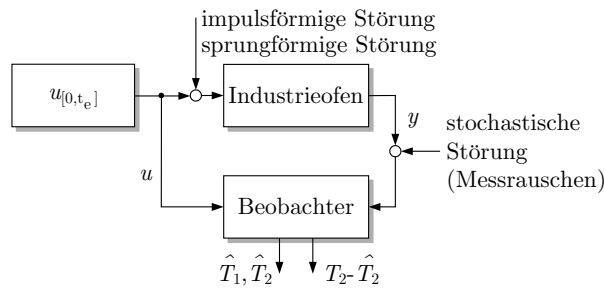 impulsförmige Störung
sprungförmige Störung
u[0,te]
Industrieofen
y
stochastische
Störung
(Messrauschen)
u
Beobachter
T̂1, T̂2
T2-T̂2